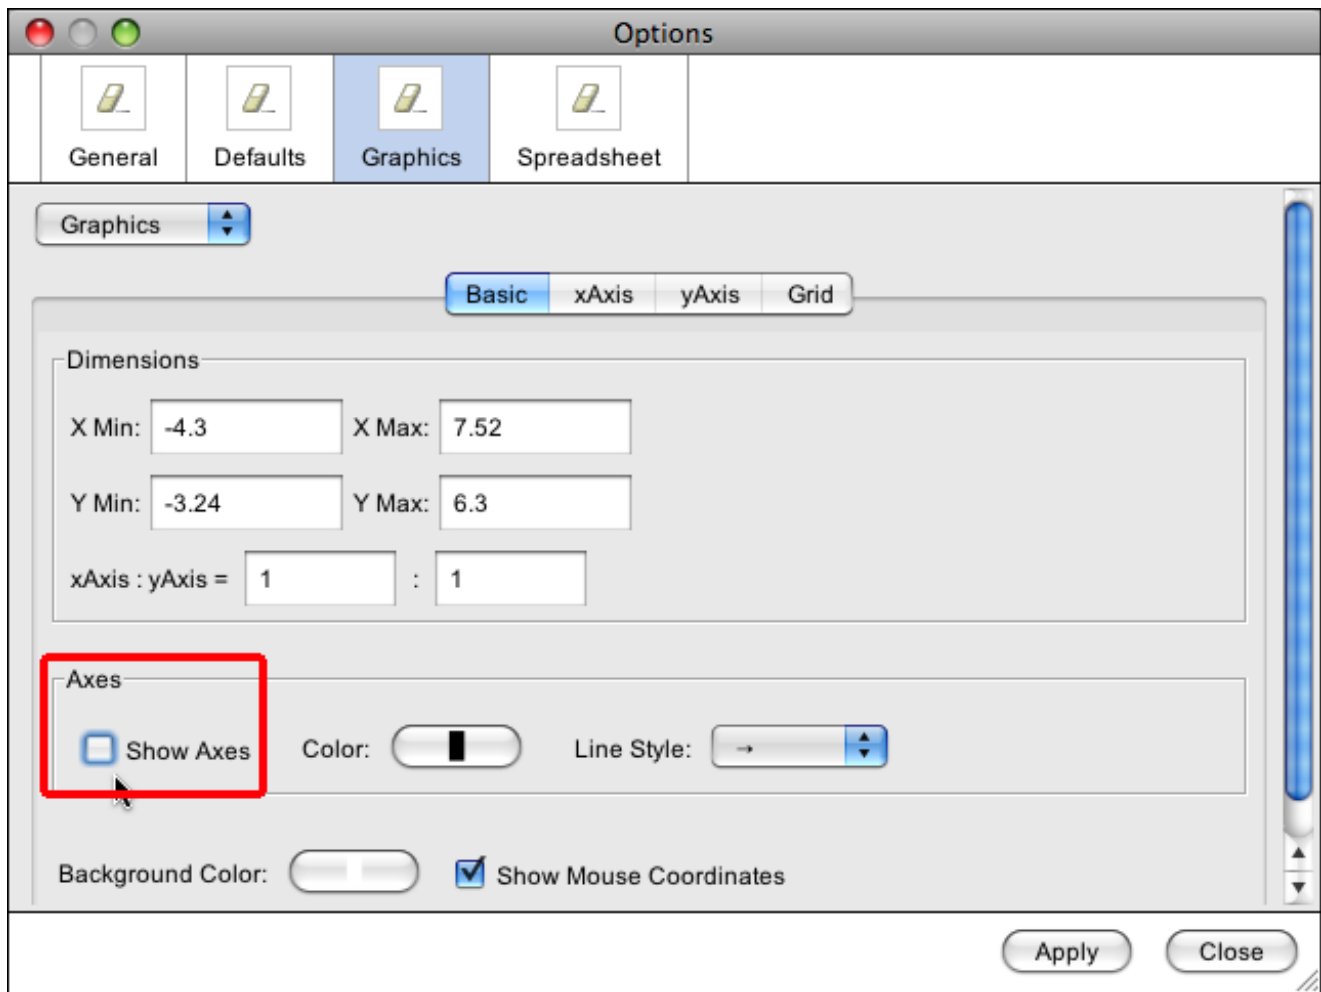 Options
General Defaults Graphics Spreadsheet
Graphics
Basic xAxis yAxis Grid
Dimensions
X Min: -4.3 X Max: 7.52
Y Min: -3.24 Y Max: 6.3
xAxis : yAxis = 1 : 1
Axes
Show Axes Color: Line Style: →
Background Color: Show Mouse Coordinates
Apply Close